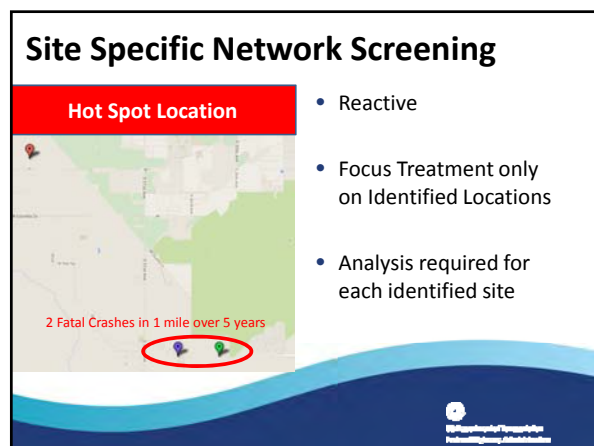 Site Specific Network Screening
Hot Spot Location
2 Fatal Crashes in 1 mile over 5 years
• Reactive
• Focus Treatment only
on Identified Locations
• Analysis required for
each identified site